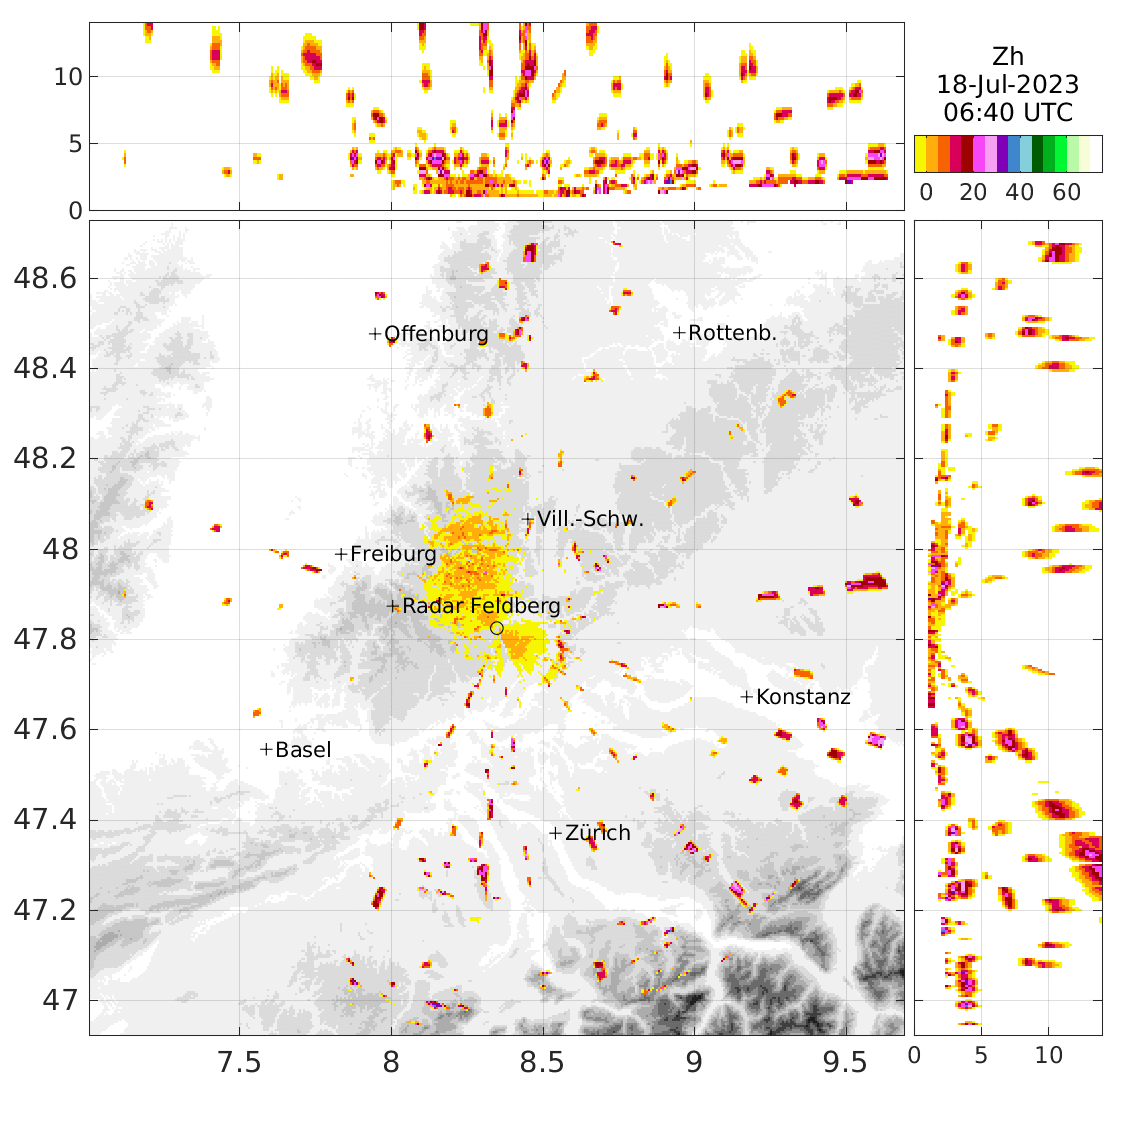 10
5
0
Zh
18-Jul-2023
06:40 UTC
0 20 40 60
48.6
48.4
48.2
48
47.8
47.6
47.4
47.2
47
+Offenburg
+Rottenb.
+Vill.-Schw.
+Freiburg
+Radar Feldberg
+Konstanz
+Basel
+Zürich
7.5 8 8.5 9 9.5
0 5 10